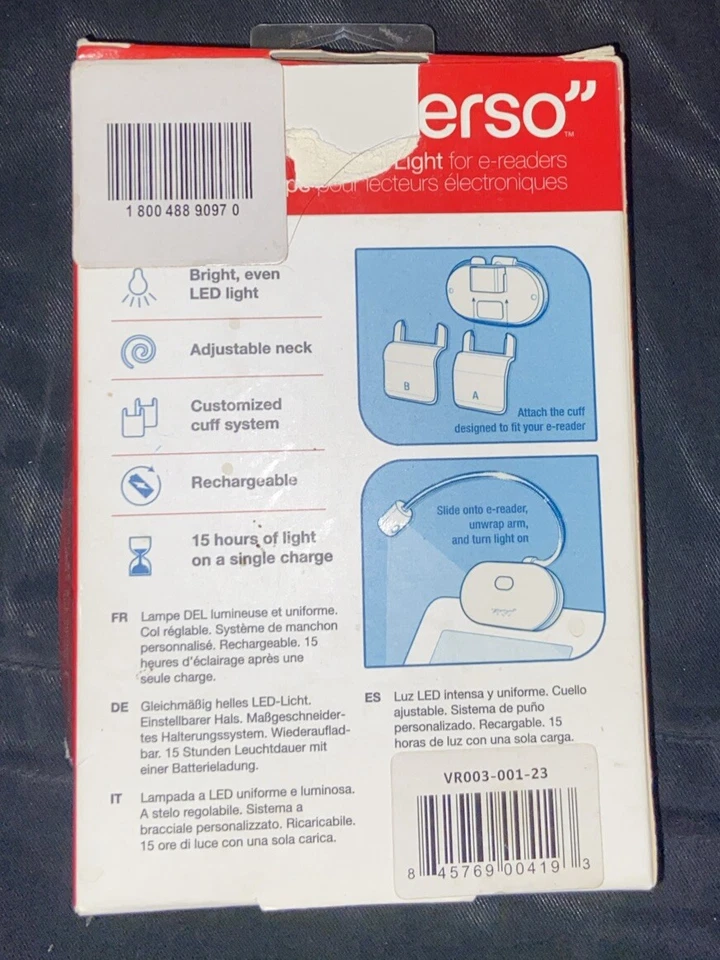 1 800 488 9097 0
erso”
™
Light for e-readers
pour lecteurs électroniques
Bright, even
LED light
Adjustable neck
Customized
cuff system
Rechargeable
15 hours of light
on a single charge
B
A
Attach the cuff
designed to fit your e-reader
Slide onto e-reader,
unwrap arm,
and turn light on
FR Lampe DEL lumineuse et uniforme.
Col réglable. Système de manchon
personnalisé. Rechargeable. 15
heures d'éclairage après une
seule charge.
DE Gleichmäßig helles LED-Licht.
Einstellbarer Hals. Maßgeschneider-
tes Halterungssystem. Wiederauflad-
bar. 15 Stunden Leuchtdauer mit
einer Batterieladung.
IT Lampada a LED uniforme e luminosa.
A stelo regolabile. Sistema a
bracciale personalizzato. Ricaricabile.
15 ore di luce con una sola carica.
ES Luz LED intensa y uniforme. Cuello
ajustable. Sistema de puño
personalizado. Recargable. 15
horas de luz con una sola carga.
VR003-001-23
8 45769 00419 3